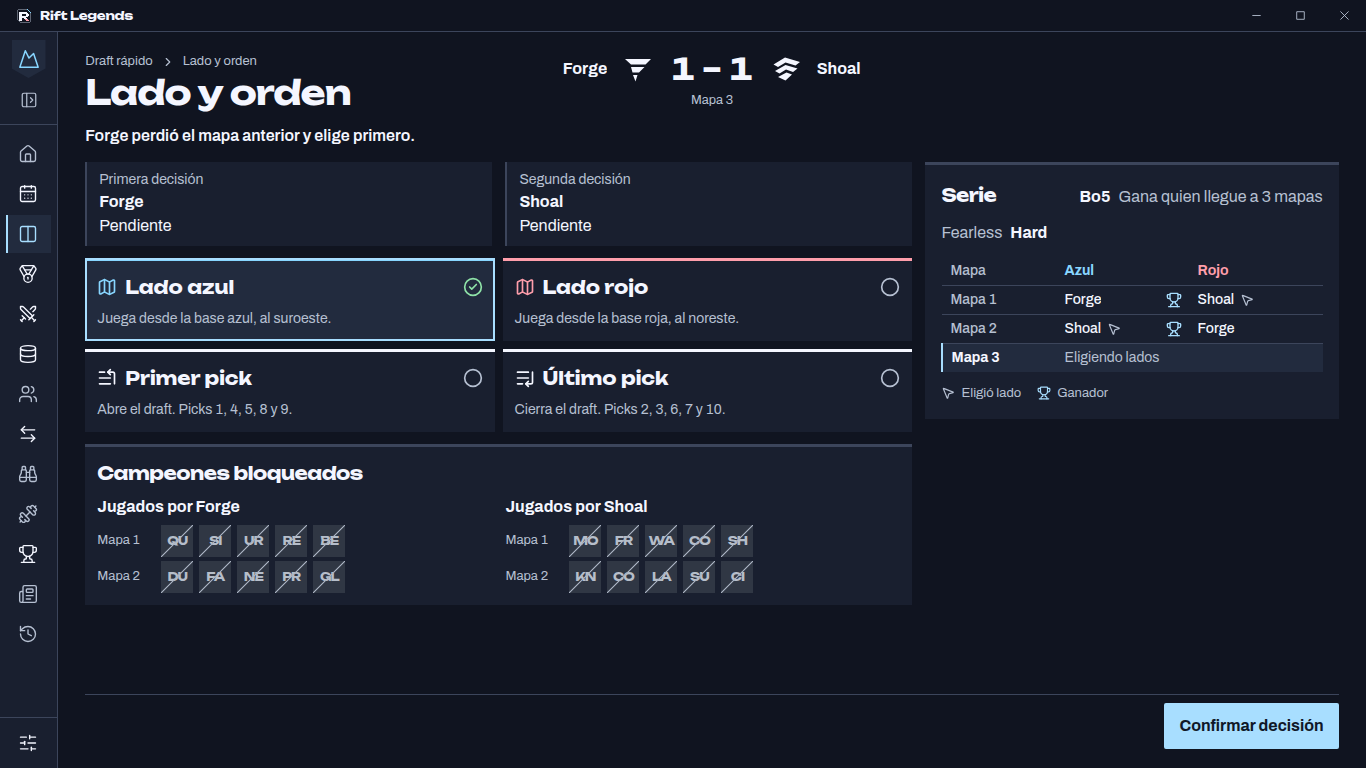 Rift Legends
Draft rápido > Lado y orden
Lado y orden
Forge 1 – 1 Shoal
Mapa 3
Forge perdió el mapa anterior y elige primero.
Primera decisión
Forge
Pendiente
Segunda decisión
Shoal
Pendiente
Lado azul
Juega desde la base azul, al suroeste.
Lado rojo
Juega desde la base roja, al noreste.
Primer pick
Abre el draft. Picks 1, 4, 5, 8 y 9.
Último pick
Cierra el draft. Picks 2, 3, 6, 7 y 10.
Campeones bloqueados
Jugados por Forge
Mapa 1 QU SI UR RE BE
Mapa 2 DU FA NE PR GL
Jugados por Shoal
Mapa 1 MO FR WA CO SH
Mapa 2 KN CO LA SU CI
Serie Bo5 Gana quien llegue a 3 mapas
Fearless Hard
Mapa Azul Rojo
Mapa 1 Forge Shoal
Mapa 2 Shoal Forge
Mapa 3 Eligiendo lados
Eligió lado Ganador
Confirmar decisión